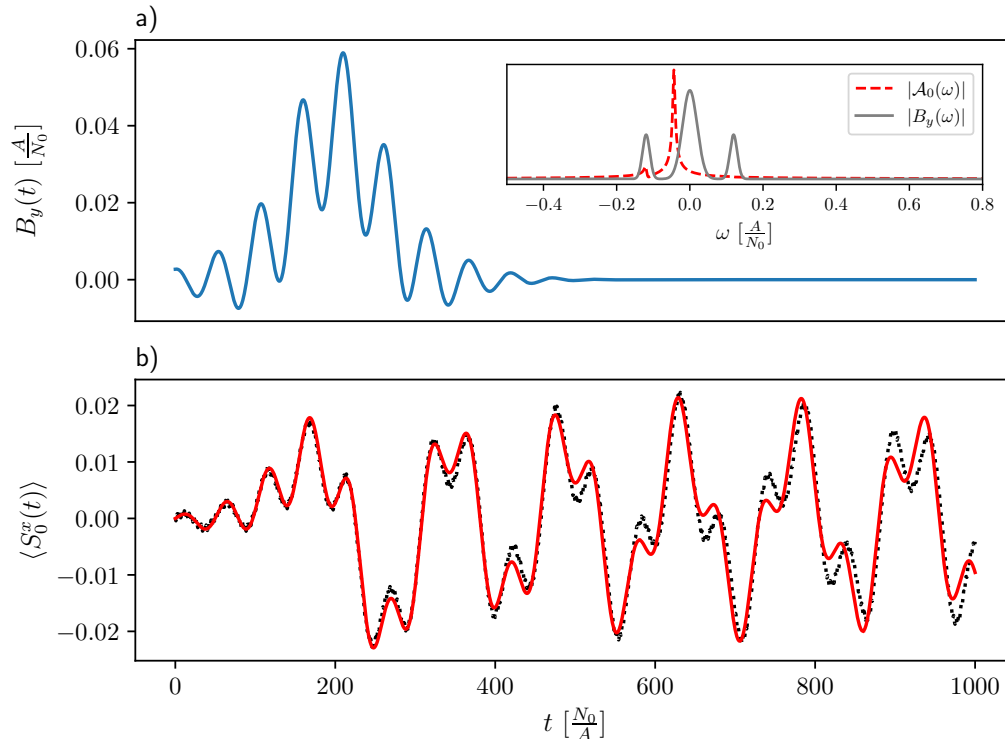 a)
0.06
0.04
0.02
0.00
B_y(t) [A/N_0]
|𝒜_0(ω)|
|B_y(ω)|
−0.4 −0.2 0.0 0.2 0.4 0.6 0.8
ω [A/N_0]
b)
0.02
0.01
0.00
−0.01
−0.02
⟨S_0^x(t)⟩
0 200 400 600 800 1000
t [N_0/A]